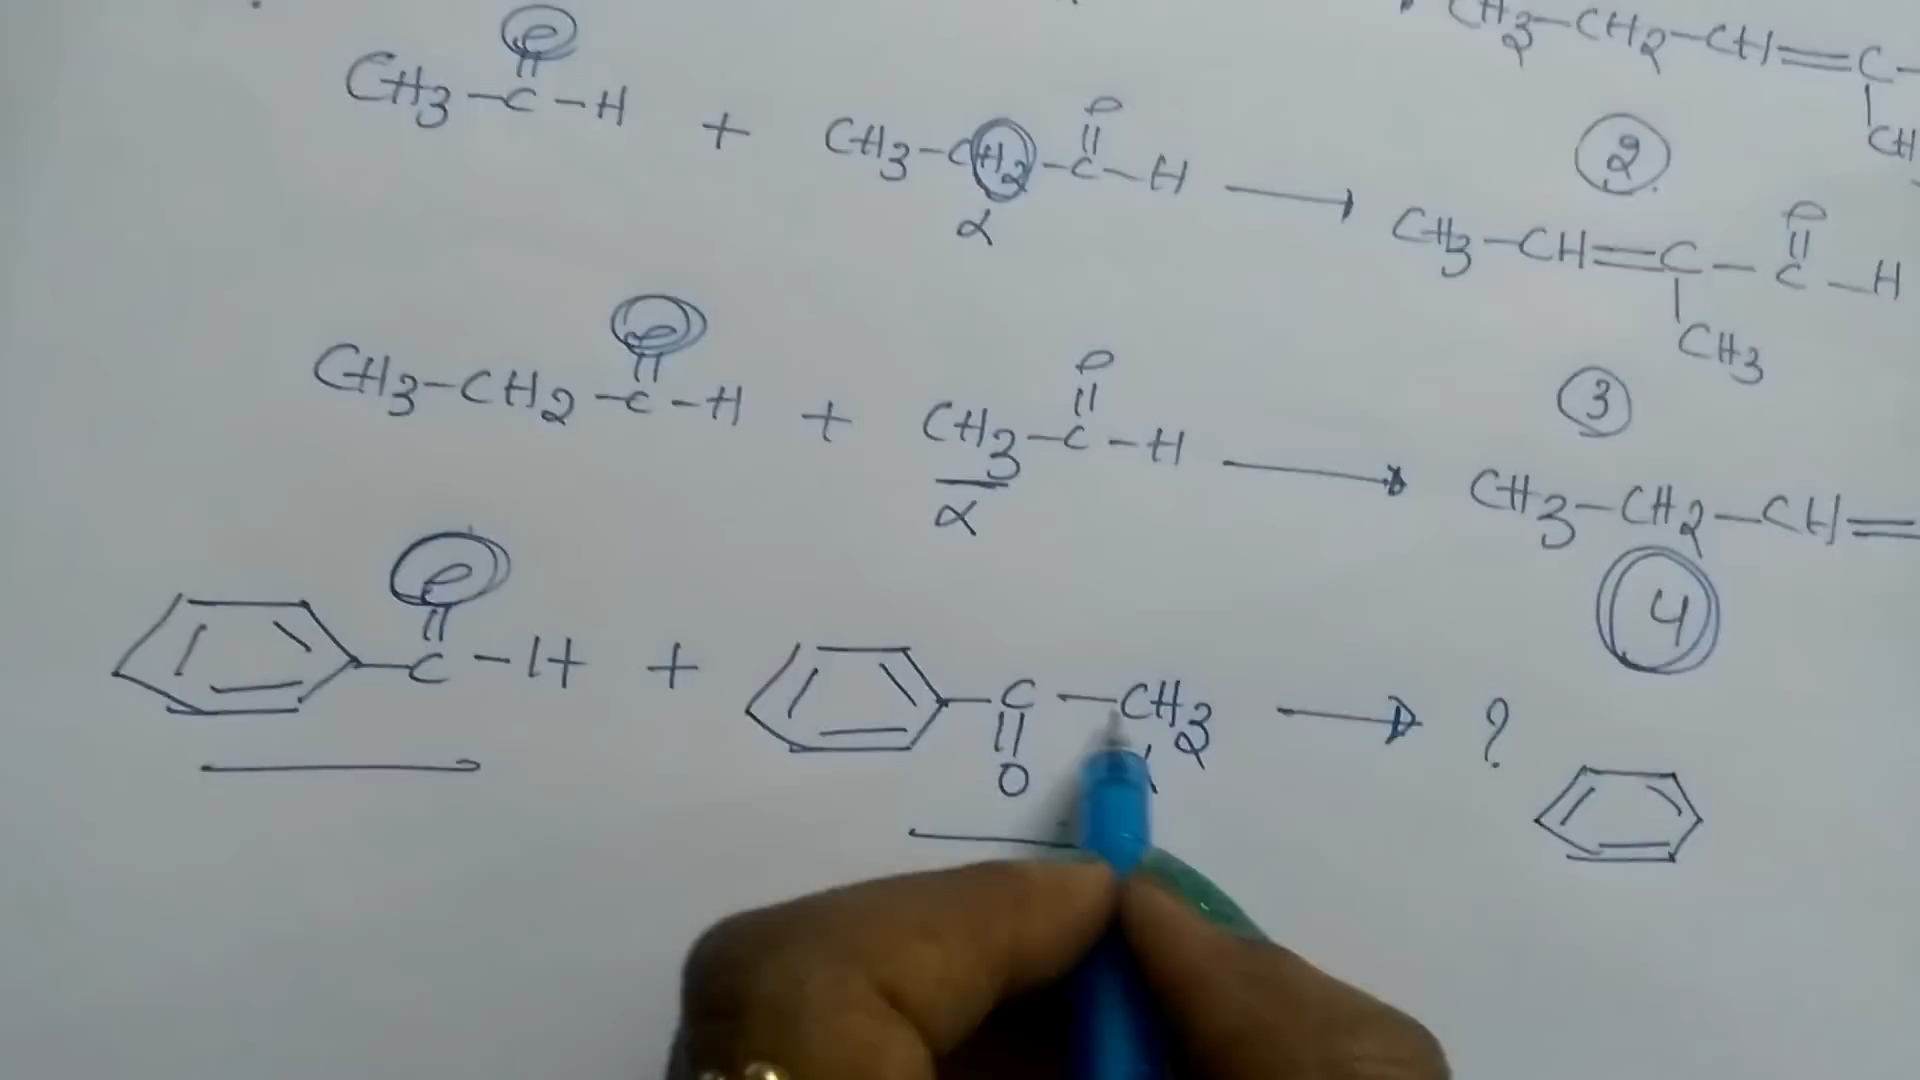 CH3-CH2-CH=C-
CH
O
CH3-C-H + CH3-CH2-C-H →
O
α
2
O
CH3-CH=C-C-H
CH3
O
CH3-CH2-C-H + CH3-C-H →
O
α
3
CH3-CH2-CH=
4
O
C-H + C-CH3 → ?
O